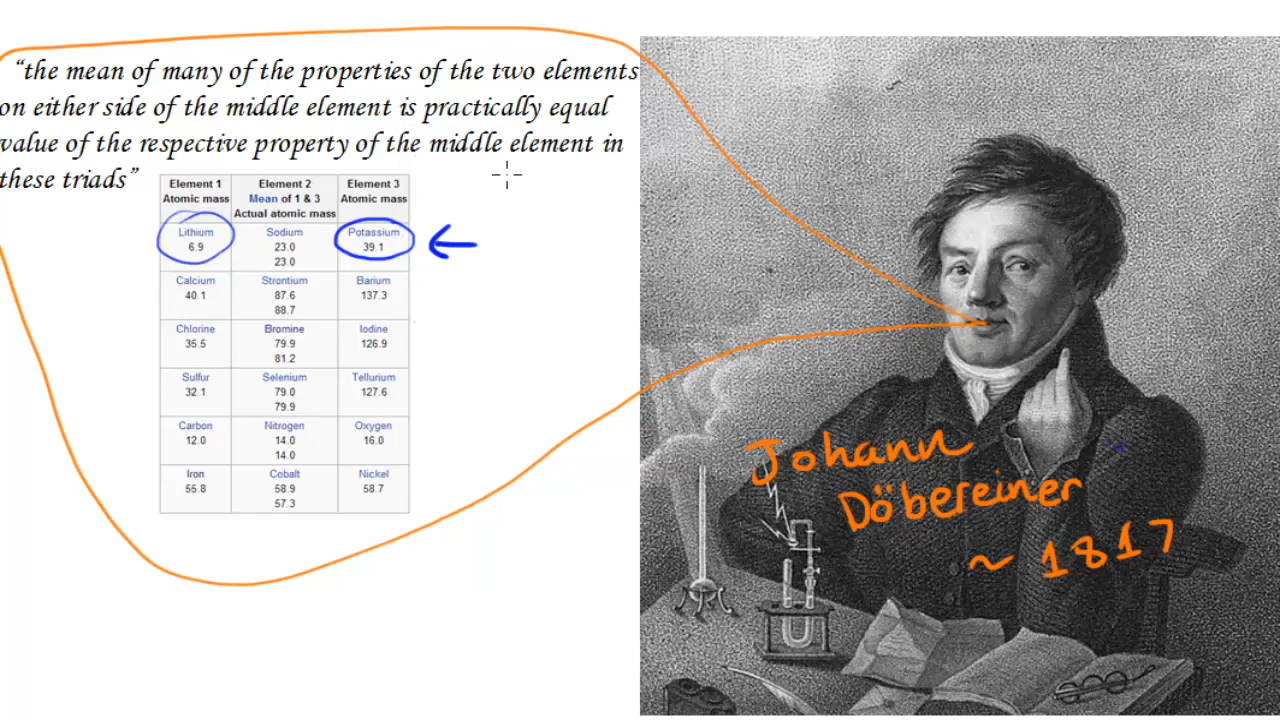 “the mean of many of the properties of the two elements
on either side of the middle element is practically equal
value of the respective property of the middle element in
these triads”
Element 1 Element 2 Element 3
Atomic mass Mean of 1 & 3 Atomic mass
Actual atomic mass
Lithium Sodium Potassium
6.9 23.0 39.1
23.0
Calcium Strontium Barium
40.1 87.6 137.3
88.7
Chlorine Bromine Iodine
35.5 79.9 126.9
81.2
Sulfur Selenium Tellurium
32.1 79.0 127.6
79.9
Carbon Nitrogen Oxygen
12.0 14.0 16.0
14.0
Iron Cobalt Nickel
55.8 58.9 58.7
57.3
Johann
Döbereiner
~ 1817